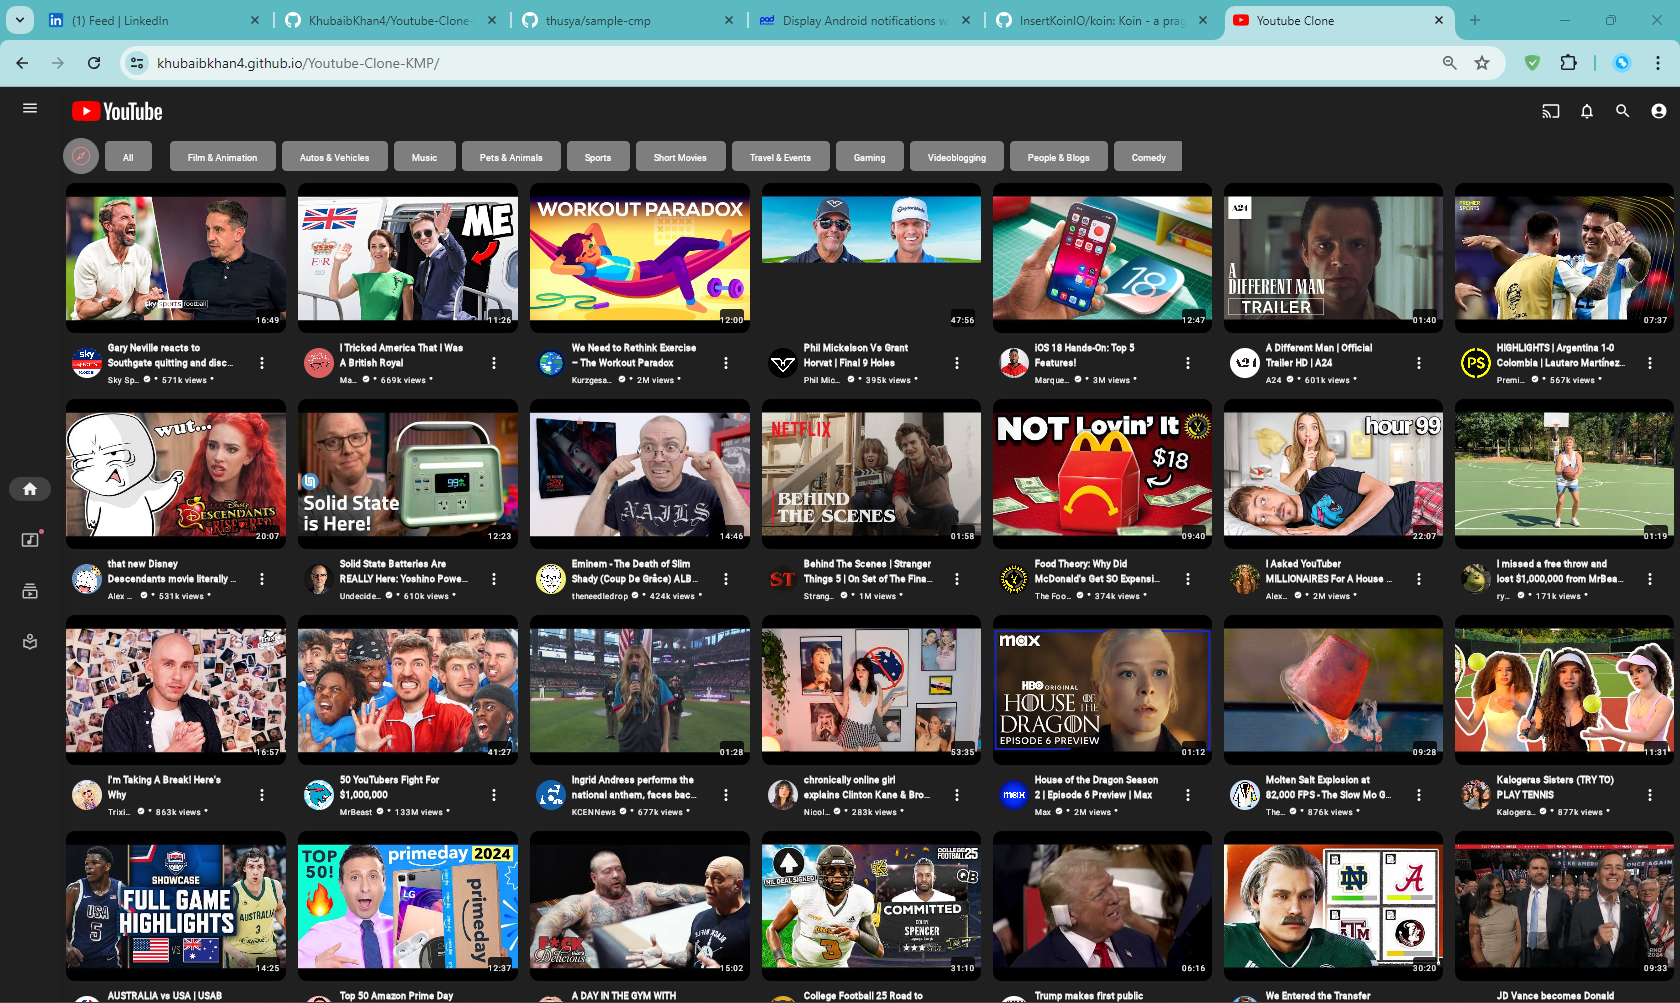 (1) Feed | LinkedIn
KhubaibKhan4/Youtube-Clone-
thusya/sample-cmp
Display Android notifications w
InsertKoinIO/koin: Koin - a prag
Youtube Clone
khubaibkhan4.github.io/Youtube-Clone-KMP/
YouTube
All
Film & Animation
Autos & Vehicles
Music
Pets & Animals
Sports
Short Movies
Travel & Events
Gaming
Videoblogging
People & Blogs
Comedy
sky sports football
16:49
ME
11:26
WORKOUT PARADOX
12:00
47:56
18
12:47
A24
A DIFFERENT MAN
TRAILER
01:40
PREMIER SPORTS
07:37
Gary Neville reacts to
Southgate quitting and disc...
Sky Sp... • 571k views •
I Tricked America That I Was
A British Royal
Ma... • 669k views •
We Need to Rethink Exercise
– The Workout Paradox
Kurzgesa... • 2M views •
Phil Mickelson Vs Grant
Horvat | Final 9 Holes
Phil Mic... • 395k views •
iOS 18 Hands-On: Top 5
Features!
Marque... • 3M views •
A Different Man | Official
Trailer HD | A24
A24 • 601k views •
HIGHLIGHTS | Argentina 1-0
Colombia | Lautaro Martínez...
Premi... • 567k views •
wut...
Disney
DESCENDANTS
RISE OF RED
20:07
Solid State
is Here!
12:23
NAILS
14:46
NETFLIX
BEHIND
THE SCENES
01:58
NOT Lovin' It
$18
09:40
hour 99
22:07
01:19
that new Disney
Descendants movie literally ...
Alex ... • 531k views •
Solid State Batteries Are
REALLY Here: Yoshino Powe...
Undecide... • 610k views •
Eminem - The Death of Slim
Shady (Coup De Grâce) ALB...
theneedledrop • 424k views •
Behind The Scenes | Stranger
Things 5 | On Set of The Fina...
Strang... • 1M views •
Food Theory: Why Did
McDonald's Get SO Expensi...
The Foo... • 374k views •
I Asked YouTuber
MILLIONAIRES For A House ...
Alex... • 2M views •
I missed a free throw and
lost $1,000,000 from MrBea...
ry... • 171k views •
16:57
41:27
01:28
53:35
max
HBO ORIGINAL
HOUSE OF THE
DRAGON
EPISODE 6 PREVIEW
01:12
09:28
11:31
I'm Taking A Break! Here's
Why
Trixi... • 863k views •
50 YouTubers Fight For
$1,000,000
MrBeast • 133M views •
Ingrid Andress performs the
national anthem, faces bac...
KCENNews • 677k views •
chronically online girl
explains Clinton Kane & Bro...
Nicol... • 283k views •
House of the Dragon Season
2 | Episode 6 Preview | Max
Max • 2M views •
Molten Salt Explosion at
82,000 FPS - The Slow Mo G...
The... • 876k views •
Kalogeras Sisters (TRY TO)
PLAY TENNIS
Kalogera... • 877k views •
SHOWCASE
FULL GAME
HIGHLIGHTS
USA
5
AUSTRALIA
3
VS
14:25
TOP
50!
primeday 2024
LG
primeday
12:37
F*CK
Delicious
15:02
NIL DEAL SIGNED
COLLEGE FOOTBALL 25
QB
COMMITTED
COLIN
SPENCER
3
31:10
06:16
30:20
09:33
AUSTRALIA vs USA | USAB
Top 50 Amazon Prime Day
A DAY IN THE GYM WITH
College Football 25 Road to
Trump makes first public
We Entered the Transfer
JD Vance becomes Donald